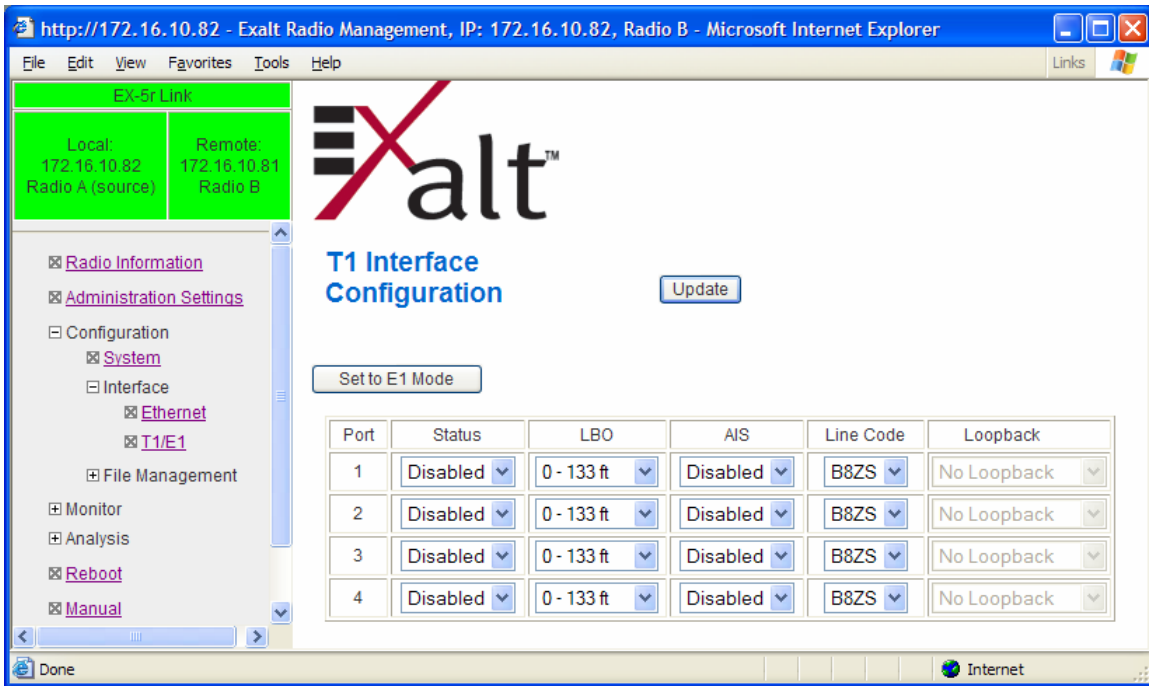 http://172.16.10.82 - Exalt Radio Management, IP: 172.16.10.82, Radio B - Microsoft Internet Explorer
File Edit View Favorites Tools Help Links
EX-5r Link
Local:
172.16.10.82
Radio A (source)
Remote:
172.16.10.81
Radio B
Radio Information
Administration Settings
Configuration
System
Interface
Ethernet
T1/E1
File Management
Monitor
Analysis
Reboot
Manual
Exalt™
T1 Interface
Configuration
Update
Set to E1 Mode
Port Status LBO AIS Line Code Loopback
1 Disabled 0 - 133 ft Disabled B8ZS No Loopback
2 Disabled 0 - 133 ft Disabled B8ZS No Loopback
3 Disabled 0 - 133 ft Disabled B8ZS No Loopback
4 Disabled 0 - 133 ft Disabled B8ZS No Loopback
Done Internet